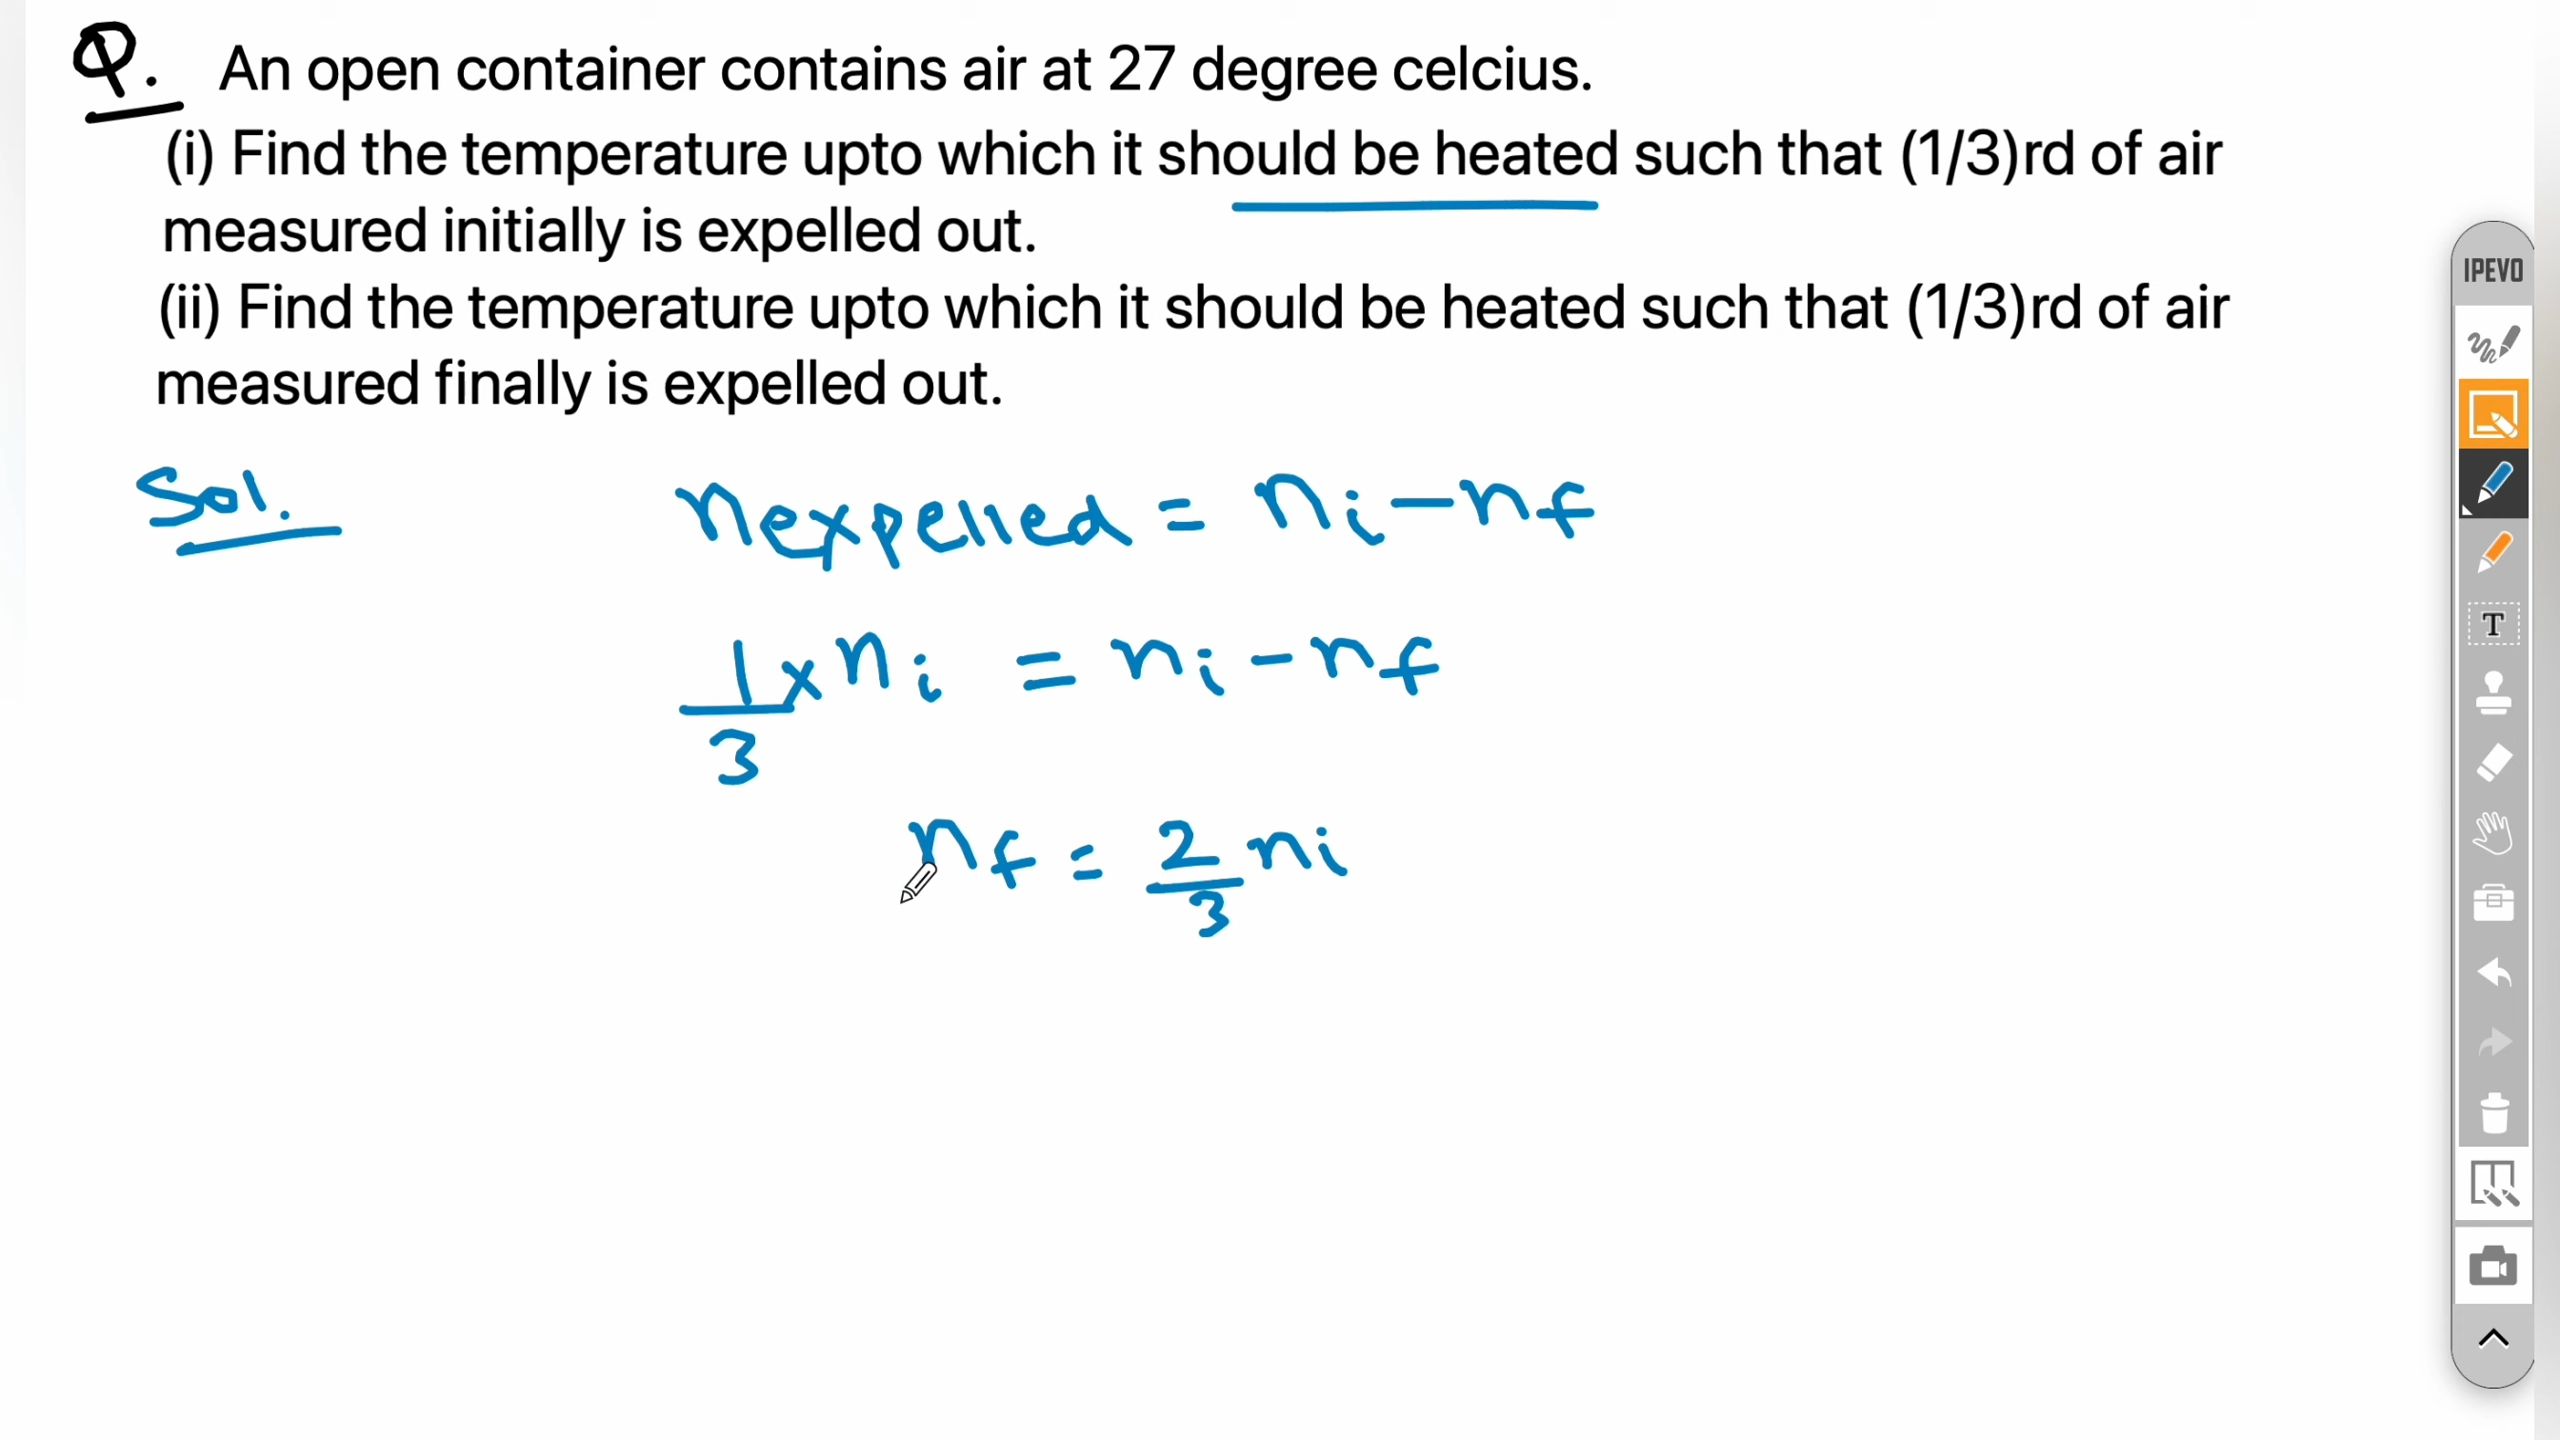 Q. An open container contains air at 27 degree celcius.
(i) Find the temperature upto which it should be heated such that (1/3)rd of air
measured initially is expelled out.
(ii) Find the temperature upto which it should be heated such that (1/3)rd of air
measured finally is expelled out.
Sol. nexpelled = ni - nf
1/3 x ni = ni - nf
nf = 2/3 ni
IPEVO
T